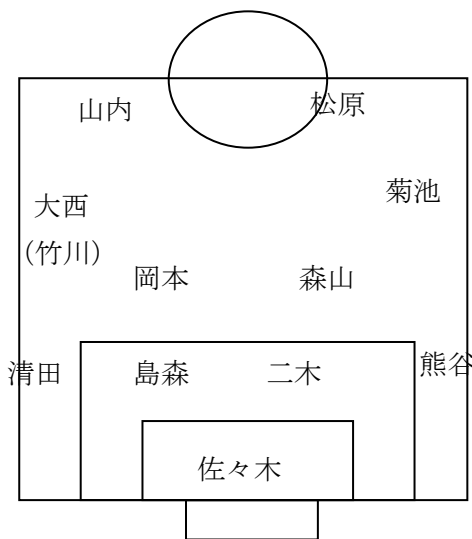 山内
松原
菊池
大西
(竹川)
岡本
森山
清田
島森
二木
熊谷
佐々木